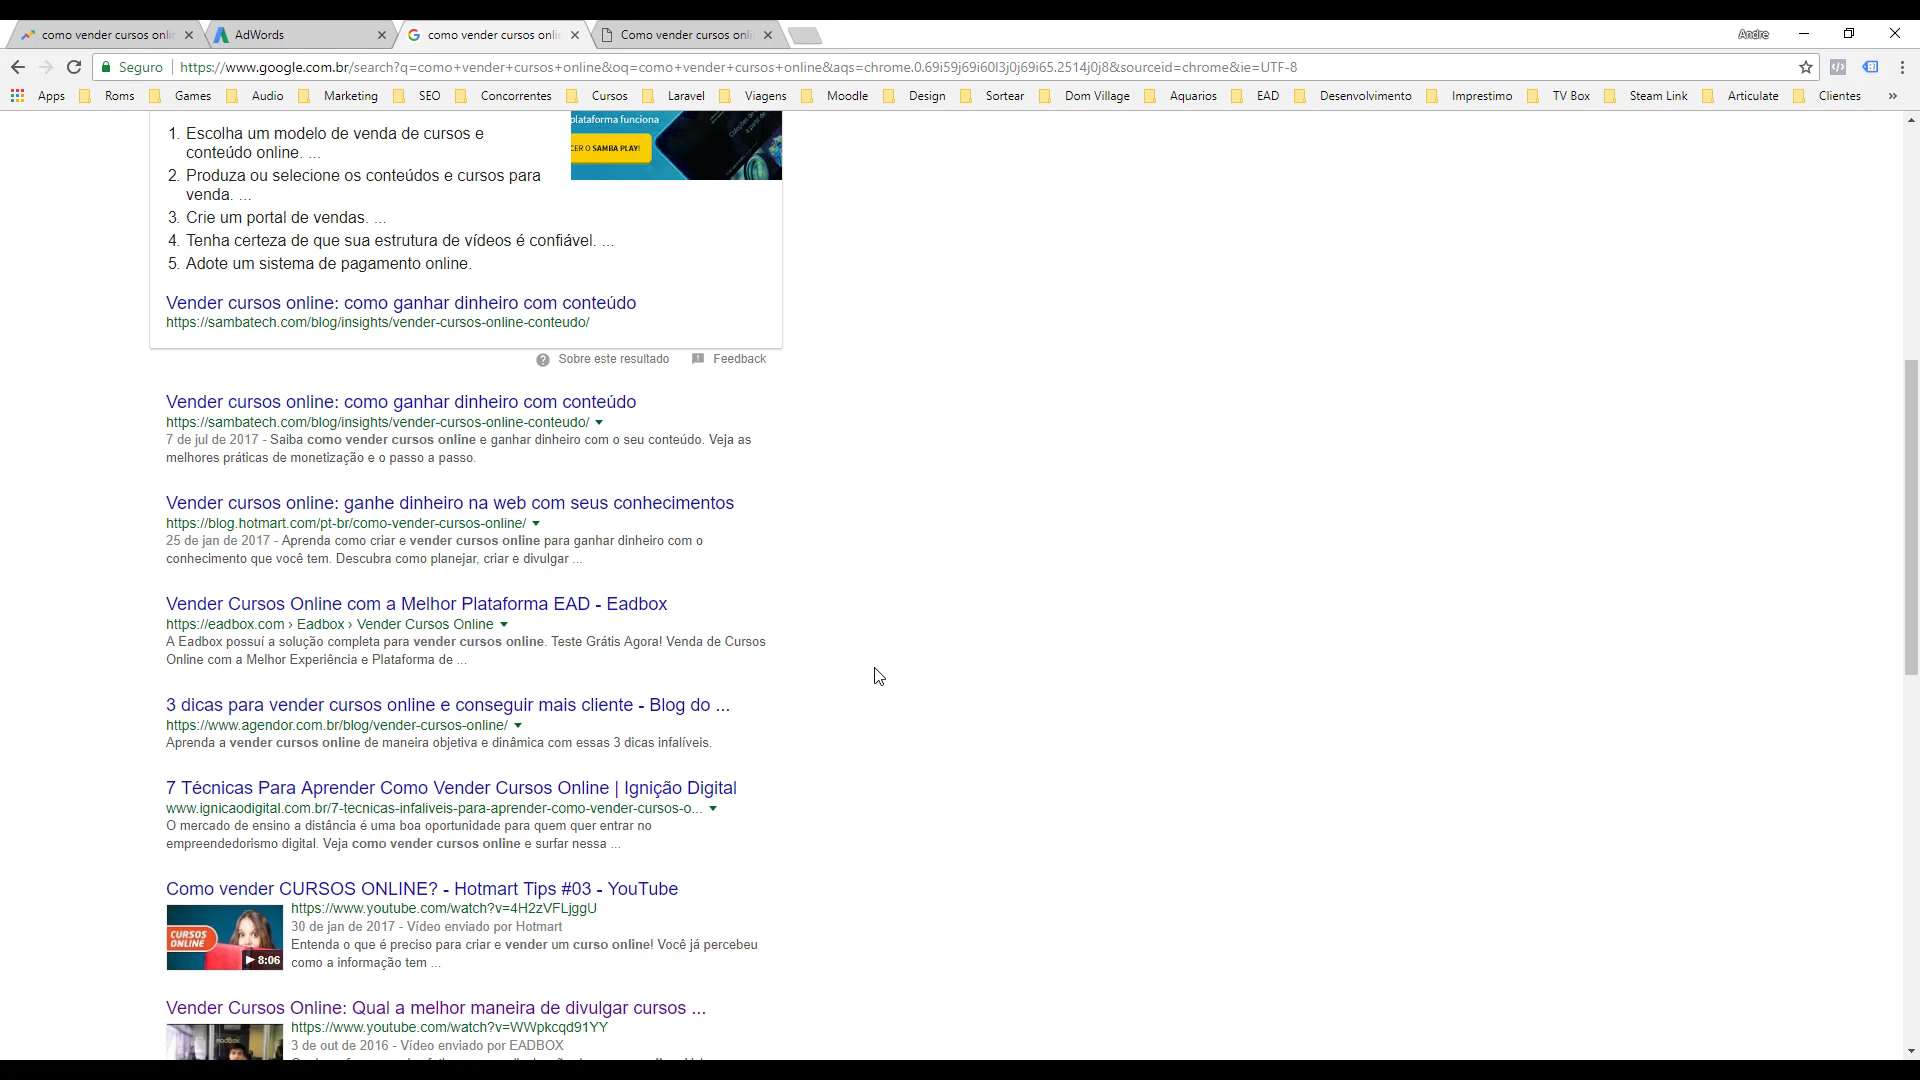 como vender cursos onli
AdWords
como vender cursos onli
Como vender cursos onli
Andre
Seguro
https://www.google.com.br/search?q=como+vender+cursos+online&oq=como+vender+cursos+online&aqs=chrome.0.69i59j69i60l3j0j69i65.2514j0j8&sourceid=chrome&ie=UTF-8
Apps Roms Games Audio Marketing SEO Concorrentes Cursos Laravel Viagens Moodle Design Sortear Dom Village Aquarios EAD Desenvolvimento Imprestimo TV Box Steam Link Articulate Clientes »
plataforma funciona
CER O SAMBA PLAY!
1. Escolha um modelo de venda de cursos e
conteúdo online. ...
2. Produza ou selecione os conteúdos e cursos para
venda. ...
3. Crie um portal de vendas. ...
4. Tenha certeza de que sua estrutura de vídeos é confiável. ...
5. Adote um sistema de pagamento online.
Vender cursos online: como ganhar dinheiro com conteúdo
https://sambatech.com/blog/insights/vender-cursos-online-conteudo/
Sobre este resultado Feedback
Vender cursos online: como ganhar dinheiro com conteúdo
https://sambatech.com/blog/insights/vender-cursos-online-conteudo/
7 de jul de 2017 - Saiba como vender cursos online e ganhar dinheiro com o seu conteúdo. Veja as
melhores práticas de monetização e o passo a passo.
Vender cursos online: ganhe dinheiro na web com seus conhecimentos
https://blog.hotmart.com/pt-br/como-vender-cursos-online/
25 de jan de 2017 - Aprenda como criar e vender cursos online para ganhar dinheiro com o
conhecimento que você tem. Descubra como planejar, criar e divulgar ...
Vender Cursos Online com a Melhor Plataforma EAD - Eadbox
https://eadbox.com › Eadbox › Vender Cursos Online
A Eadbox possuí a solução completa para vender cursos online. Teste Grátis Agora! Venda de Cursos
Online com a Melhor Experiência e Plataforma de ...
3 dicas para vender cursos online e conseguir mais cliente - Blog do ...
https://www.agendor.com.br/blog/vender-cursos-online/
Aprenda a vender cursos online de maneira objetiva e dinâmica com essas 3 dicas infalíveis.
7 Técnicas Para Aprender Como Vender Cursos Online | Ignição Digital
www.ignicaodigital.com.br/7-tecnicas-infaliveis-para-aprender-como-vender-cursos-o...
O mercado de ensino a distância é uma boa oportunidade para quem quer entrar no
empreendedorismo digital. Veja como vender cursos online e surfar nessa ...
Como vender CURSOS ONLINE? - Hotmart Tips #03 - YouTube
https://www.youtube.com/watch?v=4H2zVFLjggU
30 de jan de 2017 - Vídeo enviado por Hotmart
Entenda o que é preciso para criar e vender um curso online! Você já percebeu
como a informação tem ...
CURSOS
ONLINE
8:06
Vender Cursos Online: Qual a melhor maneira de divulgar cursos ...
https://www.youtube.com/watch?v=WWpkcqd91YY
3 de out de 2016 - Vídeo enviado por EADBOX